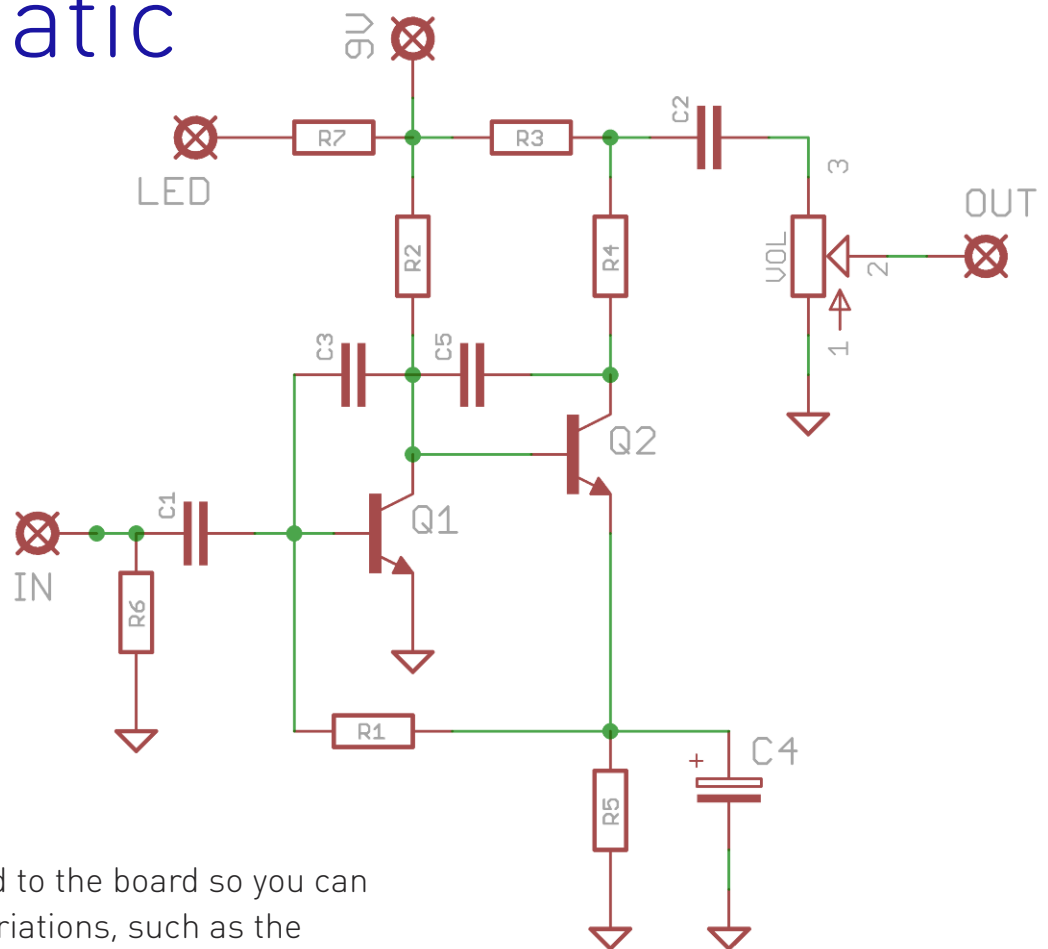 atic
9V
LED
R7
R3
C2
3
OUT
R2
R4
VOL
2
C3
C5
1
Q2
C1
Q1
IN
R6
R1
+
C4
R5
d to the board so you can
riations, such as the